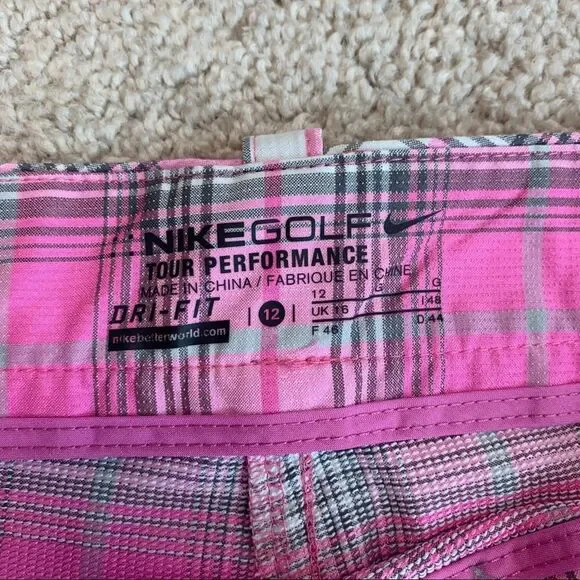 NIKEGOLF
TOUR PERFORMANCE
MADE IN CHINA / FABRIQUE EN CHINE
DRI-FIT
nikebetterworld.com
12
12 G G
UK 16 I 48
F 46 D 44